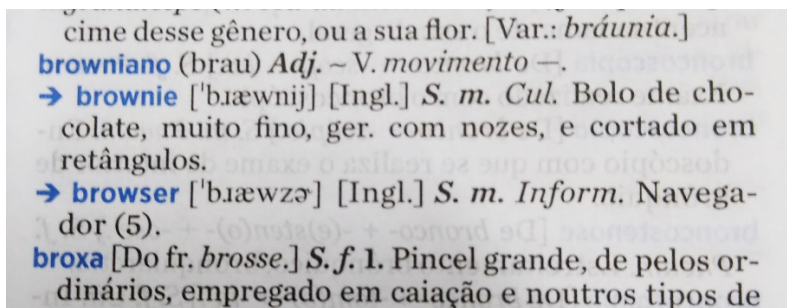 cime desse gênero, ou a sua flor. [Var.: bráunia.]
browniano (brau) Adj. ~ V. movimento —.
→ brownie [ˈbɹæwnij] [Ingl.] S. m. Cul. Bolo de cho-
colate, muito fino, ger. com nozes, e cortado em
retângulos.
→ browser [ˈbɹæwzɚ] [Ingl.] S. m. Inform. Navega-
dor (5).
broxa [Do fr. brosse.] S. f. 1. Pincel grande, de pelos or-
dinários, empregado em caiação e noutros tipos de